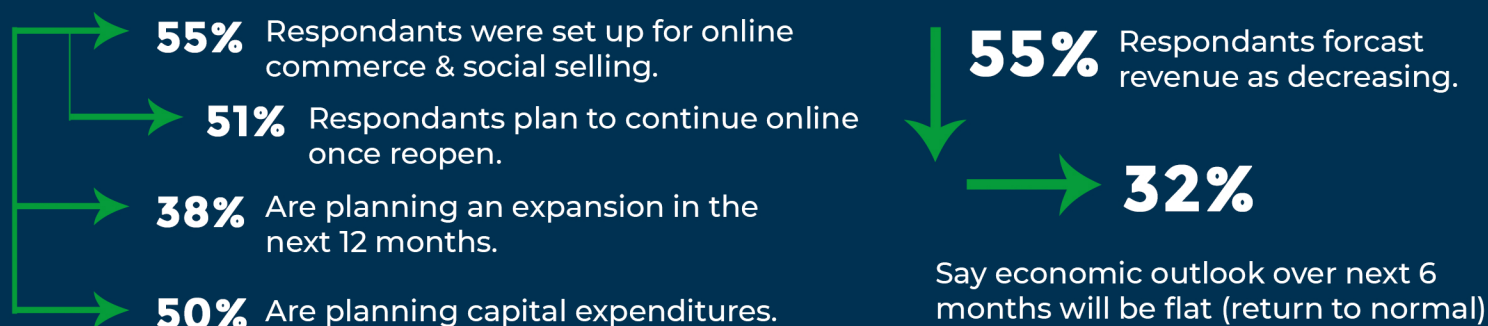 55% Respondants were set up for online
commerce & social selling.
51% Respondants plan to continue online
once reopen.
38% Are planning an expansion in the
next 12 months.
50% Are planning capital expenditures.
55% Respondants forcast
revenue as decreasing.
32%
Say economic outlook over next 6
months will be flat (return to normal)